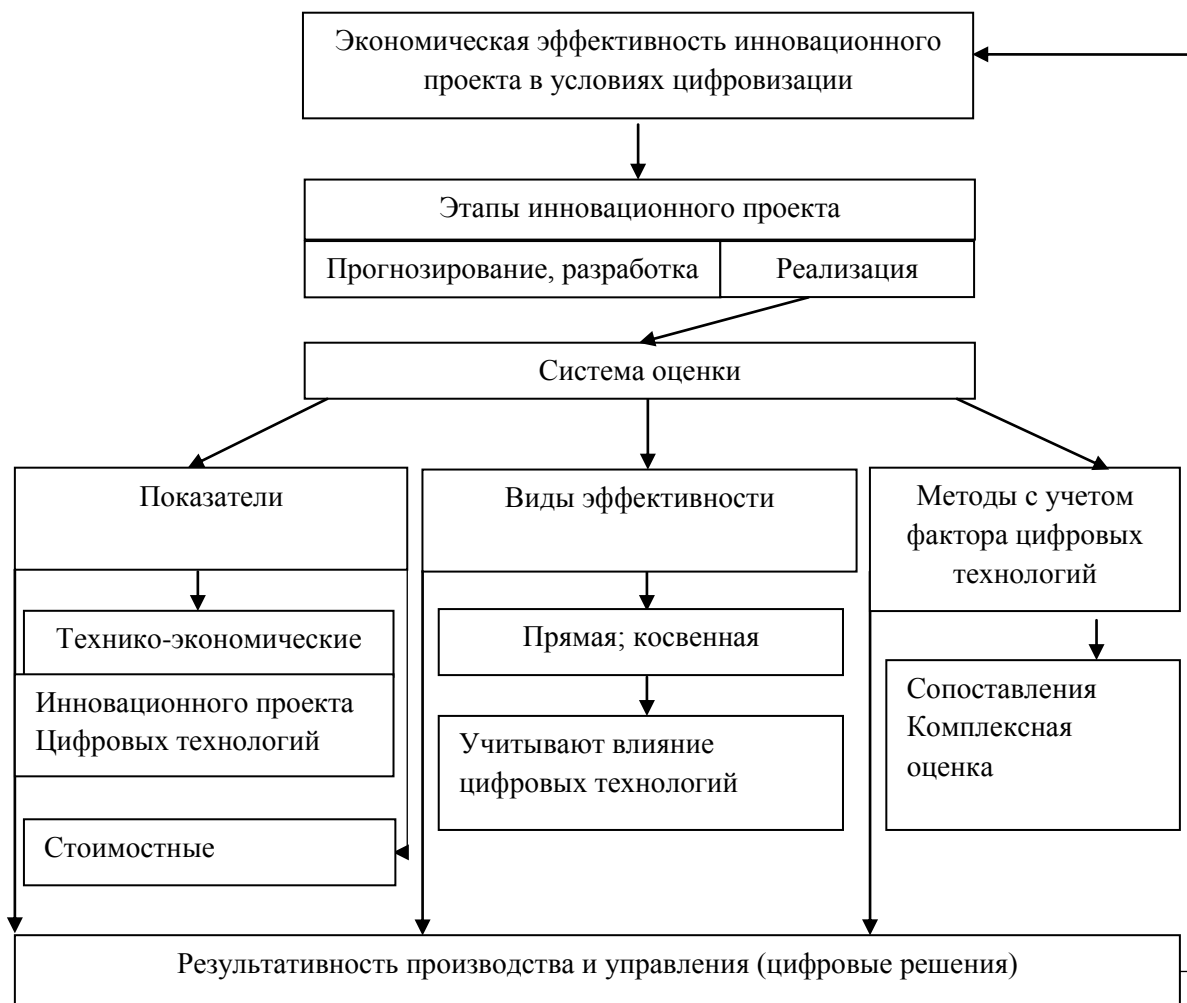 Экономическая эффективность инновационного
проекта в условиях цифровизации
Этапы инновационного проекта
Прогнозирование, разработка
Реализация
Система оценки
Показатели
Виды эффективности
Методы с учетом
фактора цифровых
технологий
Технико-экономические
Инновационного проекта
Цифровых технологий
Стоимостные
Прямая; косвенная
Учитывают влияние
цифровых технологий
Сопоставления
Комплексная
оценка
Результативность производства и управления (цифровые решения)